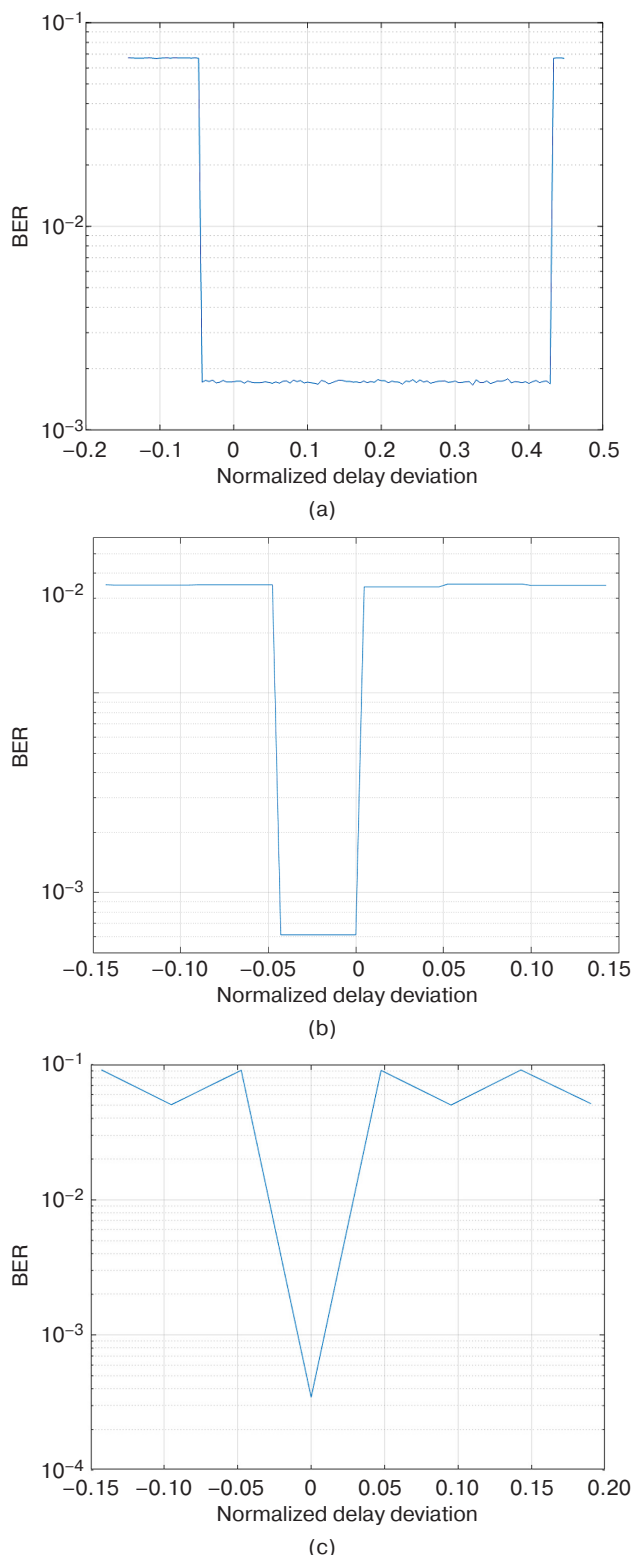 10−1
10−2
10−3
BER
−0.2 −0.1 0 0.1 0.2 0.3 0.4 0.5
Normalized delay deviation
(a)
10−2
10−3
BER
−0.15 −0.10 −0.05 0 0.05 0.10 0.15
Normalized delay deviation
(b)
10−1
10−2
10−3
10−4
BER
−0.15 −0.10 −0.05 0 0.05 0.10 0.15 0.20
Normalized delay deviation
(c)